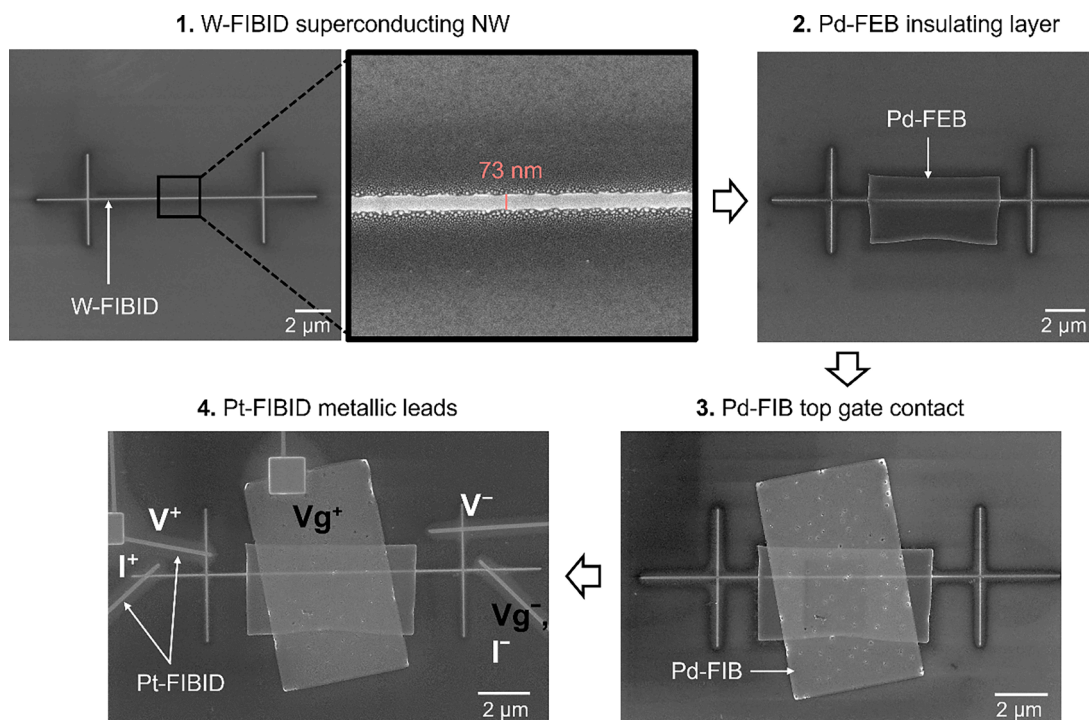 1. W-FIBID superconducting NW
W-FIBID
2 µm
73 nm
2. Pd-FEB insulating layer
Pd-FEB
2 µm
3. Pd-FIB top gate contact
Pd-FIB
2 µm
4. Pt-FIBID metallic leads
V⁺
I⁺
Vg⁺
V⁻
Vg⁻,
I⁻
Pt-FIBID
2 µm